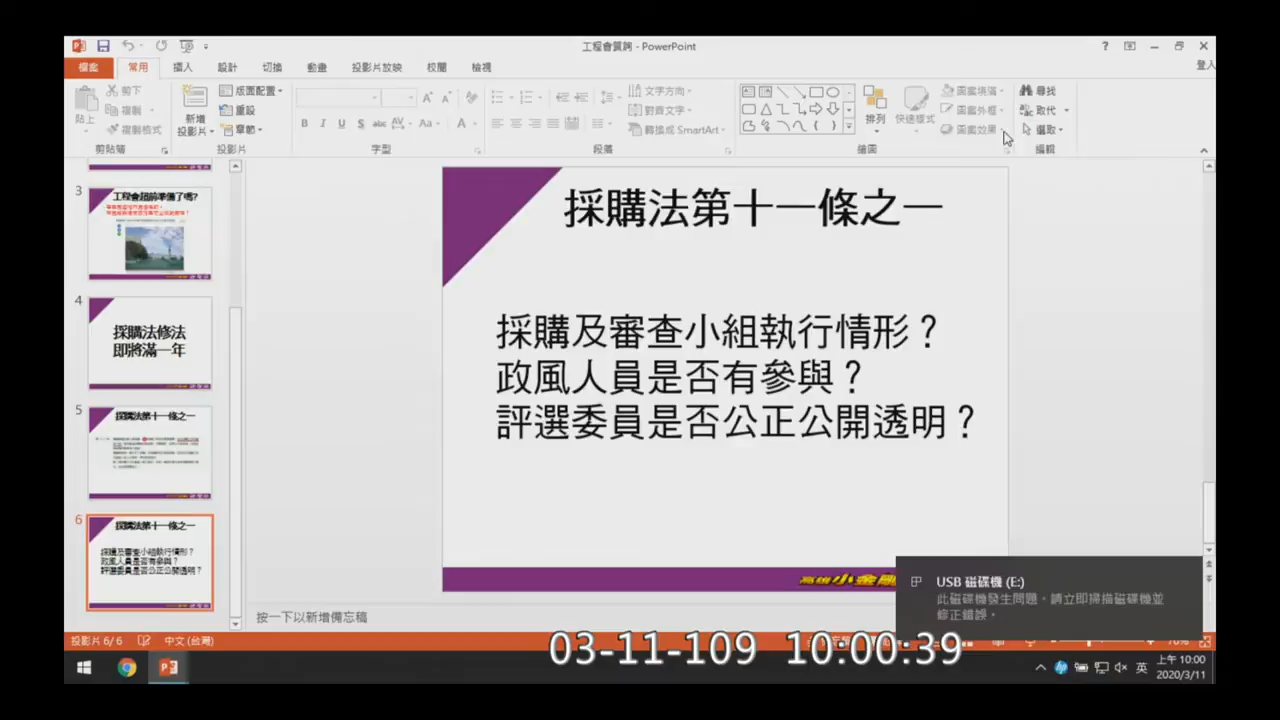 工程會質詢 - PowerPoint
?
檔案 常用 插入 設計 切換 動畫 投影片放映 校閱 檢視
登入
貼上
剪下
複製
複製格式
剪貼簿
新增
投影片
版面配置
重設
章節
投影片
B I U S abc AV Aa A
字型
文字方向
對齊文字
轉換成 SmartArt
段落
排列
快速樣式
圖案填滿
圖案外框
圖案效果
繪圖
尋找
取代
選取
編輯
3
工程會超前準備了嗎?
4
採購法修法
即將滿一年
5
採購法第十一條之一
6
採購法第十一條之一
採購及審查小組執行情形？
政風人員是否有參與？
評選委員是否公正公開透明？
採購法第十一條之一
採購及審查小組執行情形？
政風人員是否有參與？
評選委員是否公正公開透明？
高雄小金剛
按一下以新增備忘稿
USB 磁碟機 (E:)
此磁碟機發生問題。請立即掃描磁碟機並
修正錯誤。
投影片 6/6 中文 (台灣)
70%
03-11-109 10:00:39
英
上午 10:00
2020/3/11